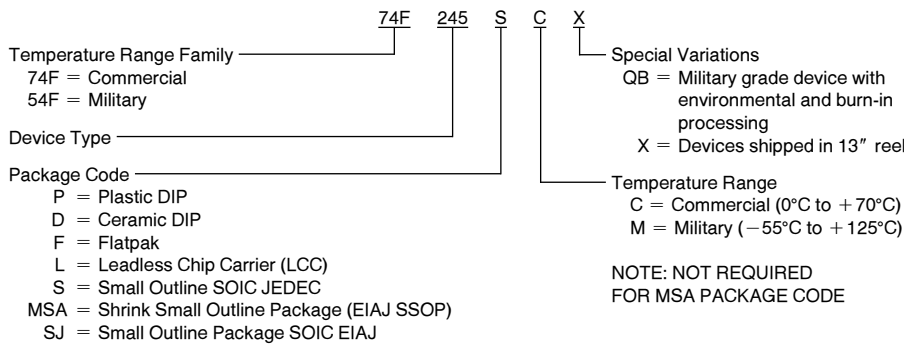 74F 245 S C X
Temperature Range Family
74F = Commercial
54F = Military
Device Type
Package Code
P = Plastic DIP
D = Ceramic DIP
F = Flatpak
L = Leadless Chip Carrier (LCC)
S = Small Outline SOIC JEDEC
MSA = Shrink Small Outline Package (EIAJ SSOP)
SJ = Small Outline Package SOIC EIAJ
Special Variations
QB = Military grade device with
environmental and burn-in
processing
X = Devices shipped in 13″ reel
Temperature Range
C = Commercial (0°C to +70°C)
M = Military (−55°C to +125°C)
NOTE: NOT REQUIRED
FOR MSA PACKAGE CODE